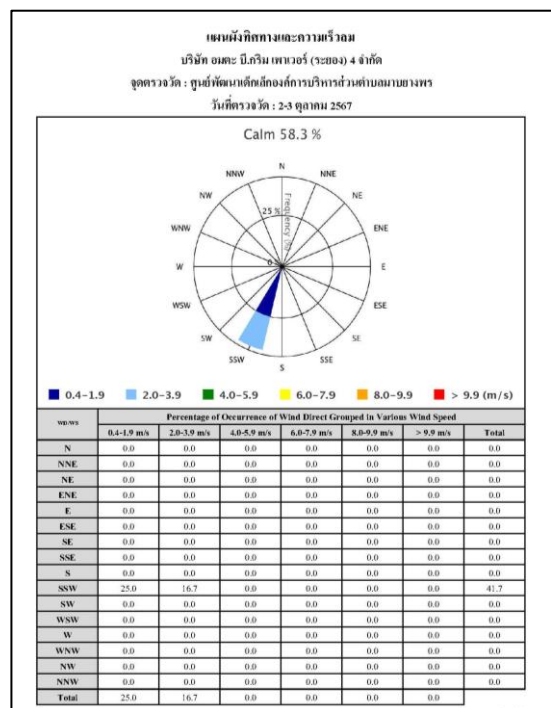 แผนผังทิศทางและความเร็วลม
บริษัท อมตะ บี.กริม เพาเวอร์ (ระยอง) 4 จำกัด
จุดตรวจวัด : ศูนย์พัฒนาเด็กเล็กองค์การบริหารส่วนตำบลมาบยางพร
วันที่ตรวจวัด : 2-3 ตุลาคม 2567
Calm 58.3 %
N
NNW NNE
NW NE
WNW ENE
W E
WSW ESE
SW SE
SSW SSE
S
Frequency (%)
25 %
0
0.4-1.9 2.0-3.9 4.0-5.9 6.0-7.9 8.0-9.9 > 9.9 (m/s)
WD/WS Percentage of Occurrence of Wind Direct Grouped in Various Wind Speed
0.4-1.9 m/s 2.0-3.9 m/s 4.0-5.9 m/s 6.0-7.9 m/s 8.0-9.9 m/s > 9.9 m/s Total
N 0.0 0.0 0.0 0.0 0.0 0.0 0.0
NNE 0.0 0.0 0.0 0.0 0.0 0.0 0.0
NE 0.0 0.0 0.0 0.0 0.0 0.0 0.0
ENE 0.0 0.0 0.0 0.0 0.0 0.0 0.0
E 0.0 0.0 0.0 0.0 0.0 0.0 0.0
ESE 0.0 0.0 0.0 0.0 0.0 0.0 0.0
SE 0.0 0.0 0.0 0.0 0.0 0.0 0.0
SSE 0.0 0.0 0.0 0.0 0.0 0.0 0.0
S 0.0 0.0 0.0 0.0 0.0 0.0 0.0
SSW 25.0 16.7 0.0 0.0 0.0 0.0 41.7
SW 0.0 0.0 0.0 0.0 0.0 0.0 0.0
WSW 0.0 0.0 0.0 0.0 0.0 0.0 0.0
W 0.0 0.0 0.0 0.0 0.0 0.0 0.0
WNW 0.0 0.0 0.0 0.0 0.0 0.0 0.0
NW 0.0 0.0 0.0 0.0 0.0 0.0 0.0
NNW 0.0 0.0 0.0 0.0 0.0 0.0 0.0
Total 25.0 16.7 0.0 0.0 0.0 0.0